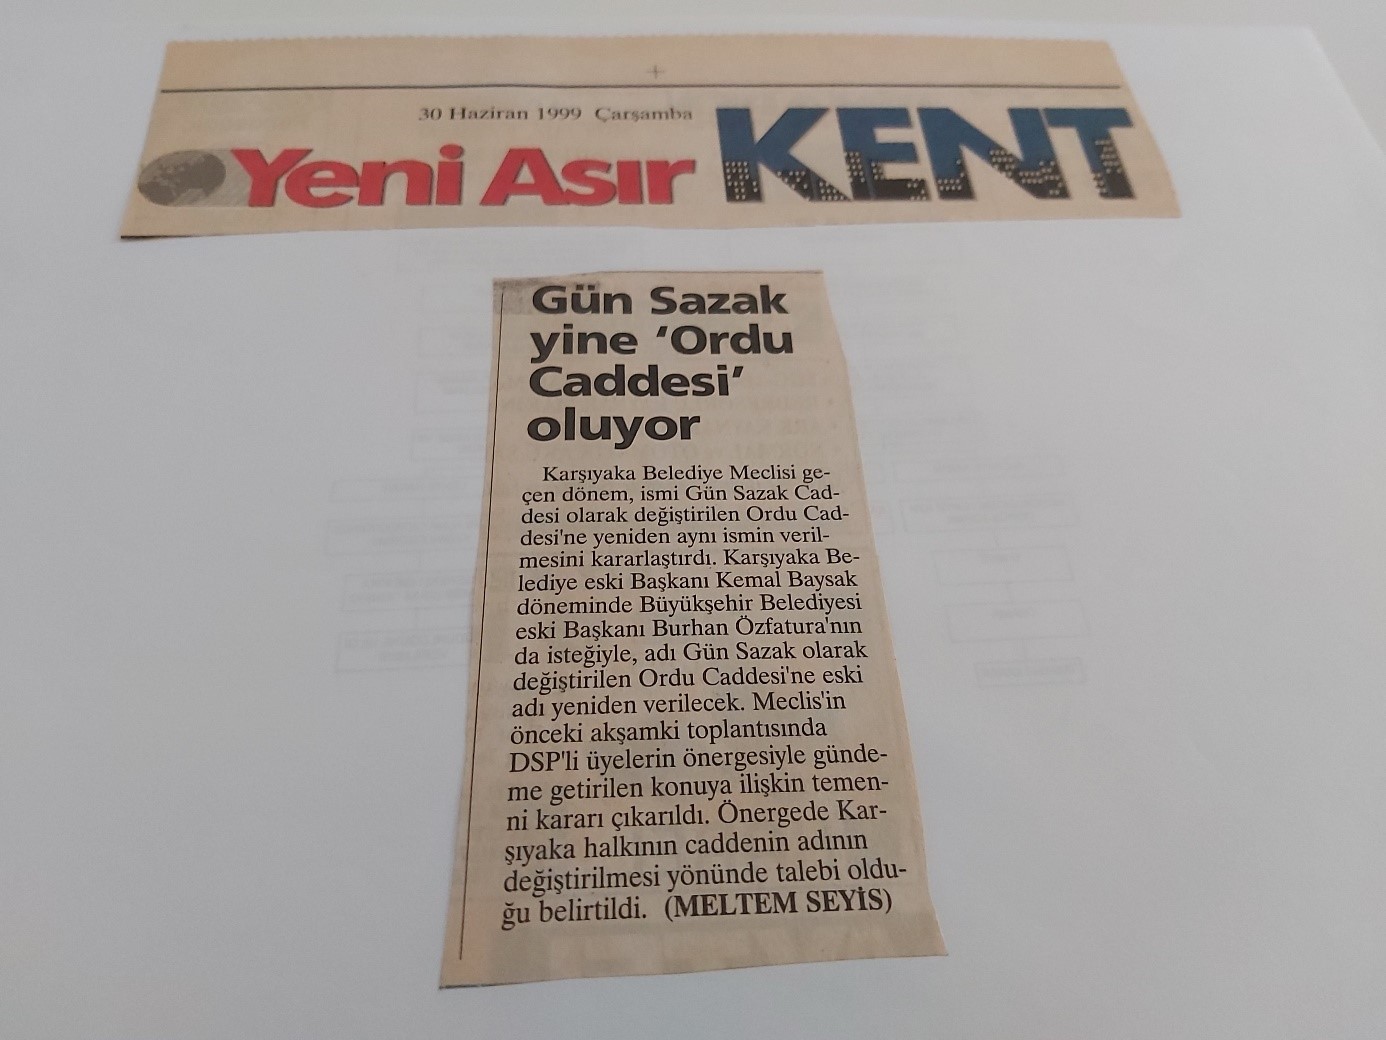 30 Haziran 1999 Çarşamba
Yeni Asır KENT
Gün Sazak
yine ‘Ordu
Caddesi’
oluyor
Karşıyaka Belediye Meclisi ge-
çen dönem, ismi Gün Sazak Cad-
desi olarak değiştirilen Ordu Cad-
desi'ne yeniden aynı ismin veril-
mesini kararlaştırdı. Karşıyaka Be-
lediye eski Başkanı Kemal Baysak
döneminde Büyükşehir Belediyesi
eski Başkanı Burhan Özfatura'nın
da isteğiyle, adı Gün Sazak olarak
değiştirilen Ordu Caddesi'ne eski
adı yeniden verilecek. Meclis'in
önceki akşamki toplantısında
DSP'li üyelerin önergesiyle günde-
me getirilen konuya ilişkin temen-
ni kararı çıkarıldı. Önergede Kar-
şıyaka halkının caddenin adının
değiştirilmesi yönünde talebi oldu-
ğu belirtildi. (MELTEM SEYİS)